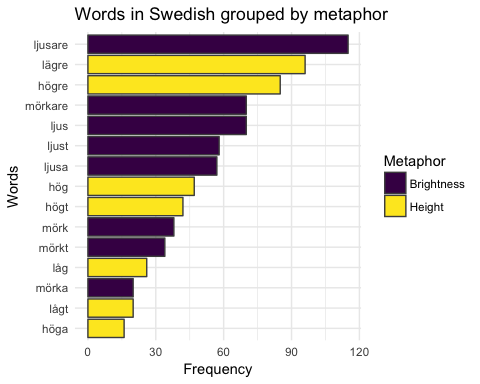 Words in Swedish grouped by metaphor
Words
ljusare
lägre
högre
mörkare
ljus
ljust
ljusa
hög
högt
mörk
mörkt
låg
mörka
lågt
höga
0 30 60 90 120
Frequency
Metaphor
Brightness
Height